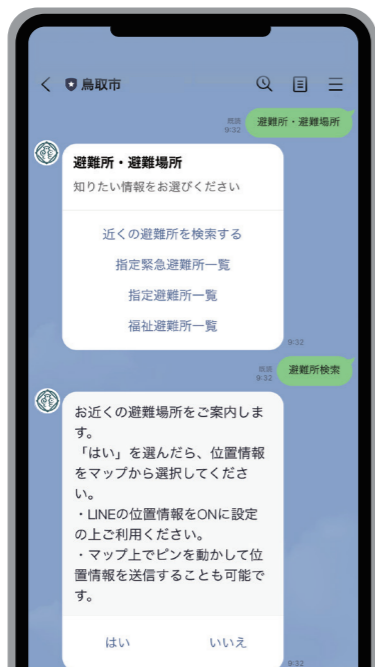 鳥取市
避難所・避難場所
既読
9:32
避難所・避難場所
知りたい情報をお選びください
近くの避難所を検索する
指定緊急避難所一覧
指定避難所一覧
福祉避難所一覧
9:32
避難所検索
既読
9:32
お近くの避難場所をご案内しま
す。
「はい」を選んだら、位置情報
をマップから選択してくださ
い。
・LINEの位置情報をONに設定
の上ご利用ください。
・マップ上でピンを動かして位
置情報を送信することも可能で
す。
はい いいえ
9:32